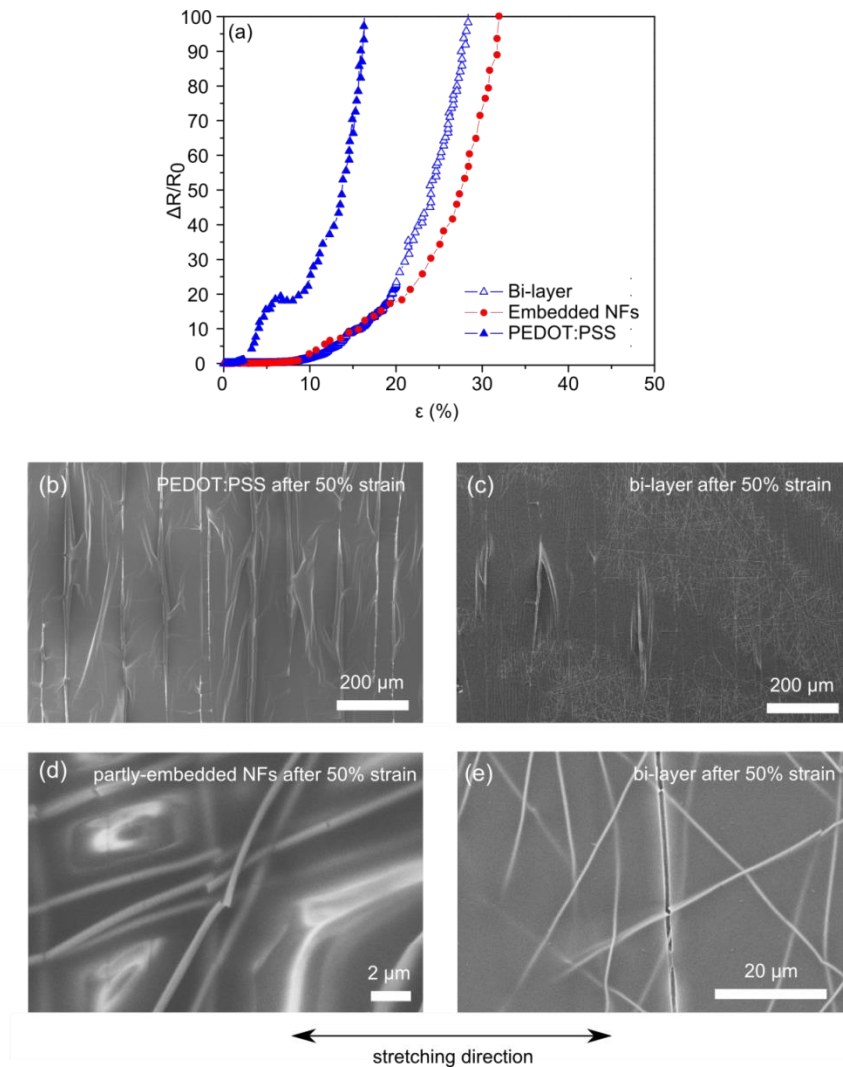 (a)
100
90
80
70
60
50
40
30
20
10
0
ΔR/R0
Bi-layer
Embedded NFs
PEDOT:PSS
0 10 20 30 40 50
ε (%)
(b) PEDOT:PSS after 50% strain
200 µm
(c) bi-layer after 50% strain
200 µm
(d) partly-embedded NFs after 50% strain
2 µm
(e) bi-layer after 50% strain
20 µm
stretching direction